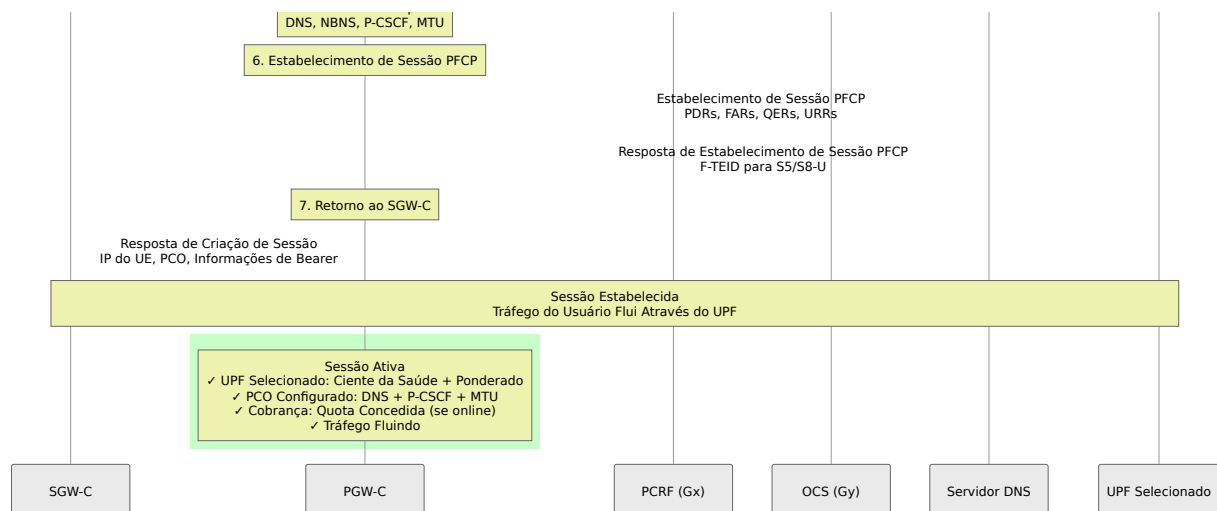 DNS, NBNS, P-CSCF, MTU
6. Estabelecimento de Sessão PFCP
Estabelecimento de Sessão PFCP
PDRs, FARs, QERs, URRs
Resposta de Estabelecimento de Sessão PFCP
F-TEID para S5/S8-U
7. Retorno ao SGW-C
Resposta de Criação de Sessão
IP do UE, PCO, Informações de Bearer
Sessão Estabelecida
Tráfego do Usuário Flui Através do UPF
Sessão Ativa
✓ UPF Selecionado: Ciente da Saúde + Ponderado
✓ PCO Configurado: DNS + P-CSCF + MTU
✓ Cobrança: Quota Concedida (se online)
✓ Tráfego Fluindo
SGW-C
PGW-C
PCRF (Gx)
OCS (Gy)
Servidor DNS
UPF Selecionado